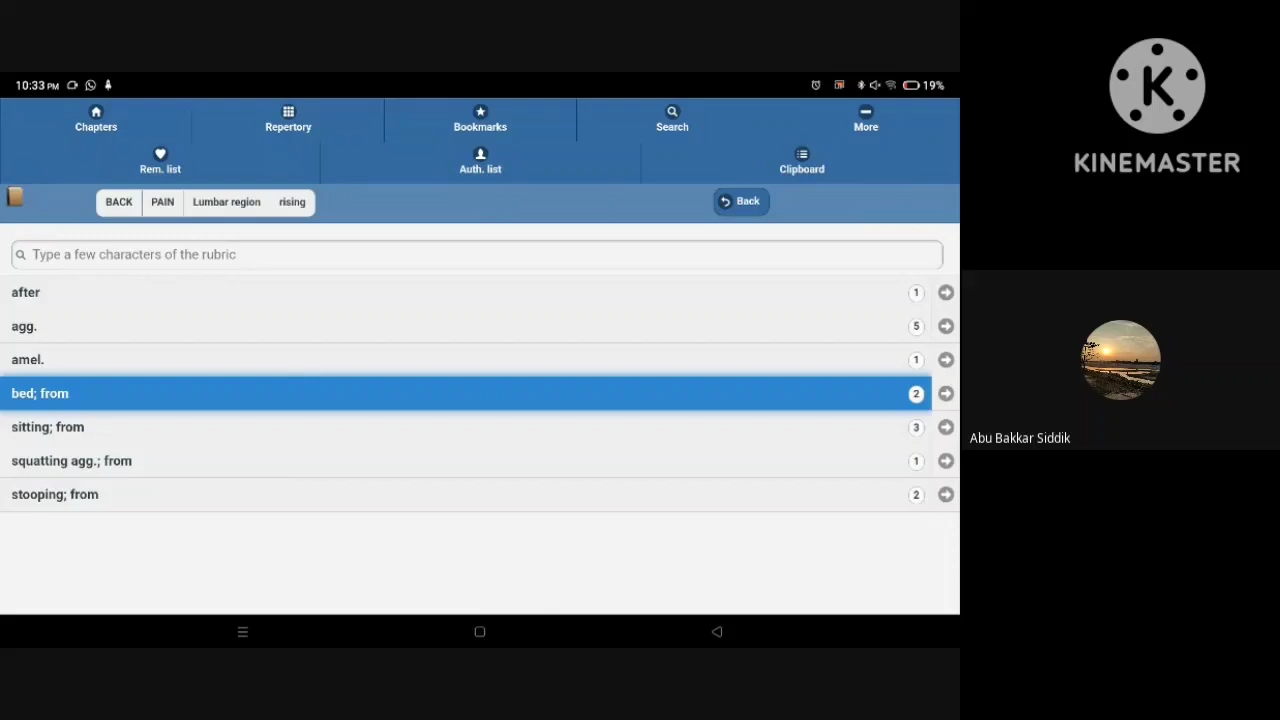 10:33 PM 19%
Chapters Repertory Bookmarks Search More
Rem. list Auth. list Clipboard
BACK PAIN Lumbar region rising Back
Type a few characters of the rubric
after 1
agg. 5
amel. 1
bed; from 2
sitting; from 3
squatting agg.; from 1
stooping; from 2
K
KINEMASTER
Abu Bakkar Siddik